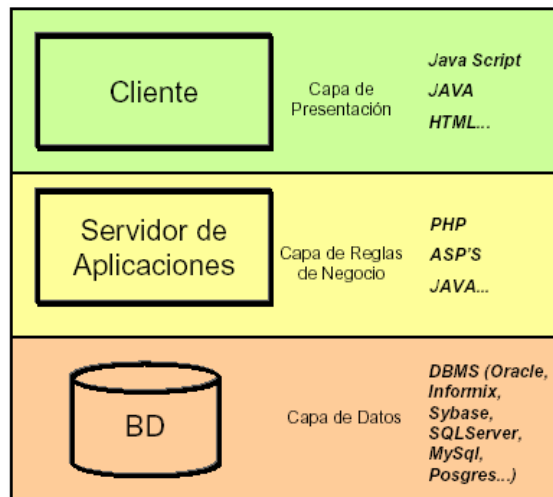 Cliente
Capa de
Presentación
Java Script
JAVA
HTML...
Servidor de
Aplicaciones
Capa de Reglas
de Negocio
PHP
ASP'S
JAVA...
BD
Capa de Datos
DBMS (Oracle,
Informix,
Sybase,
SQLServer,
MySql,
Posgres...)